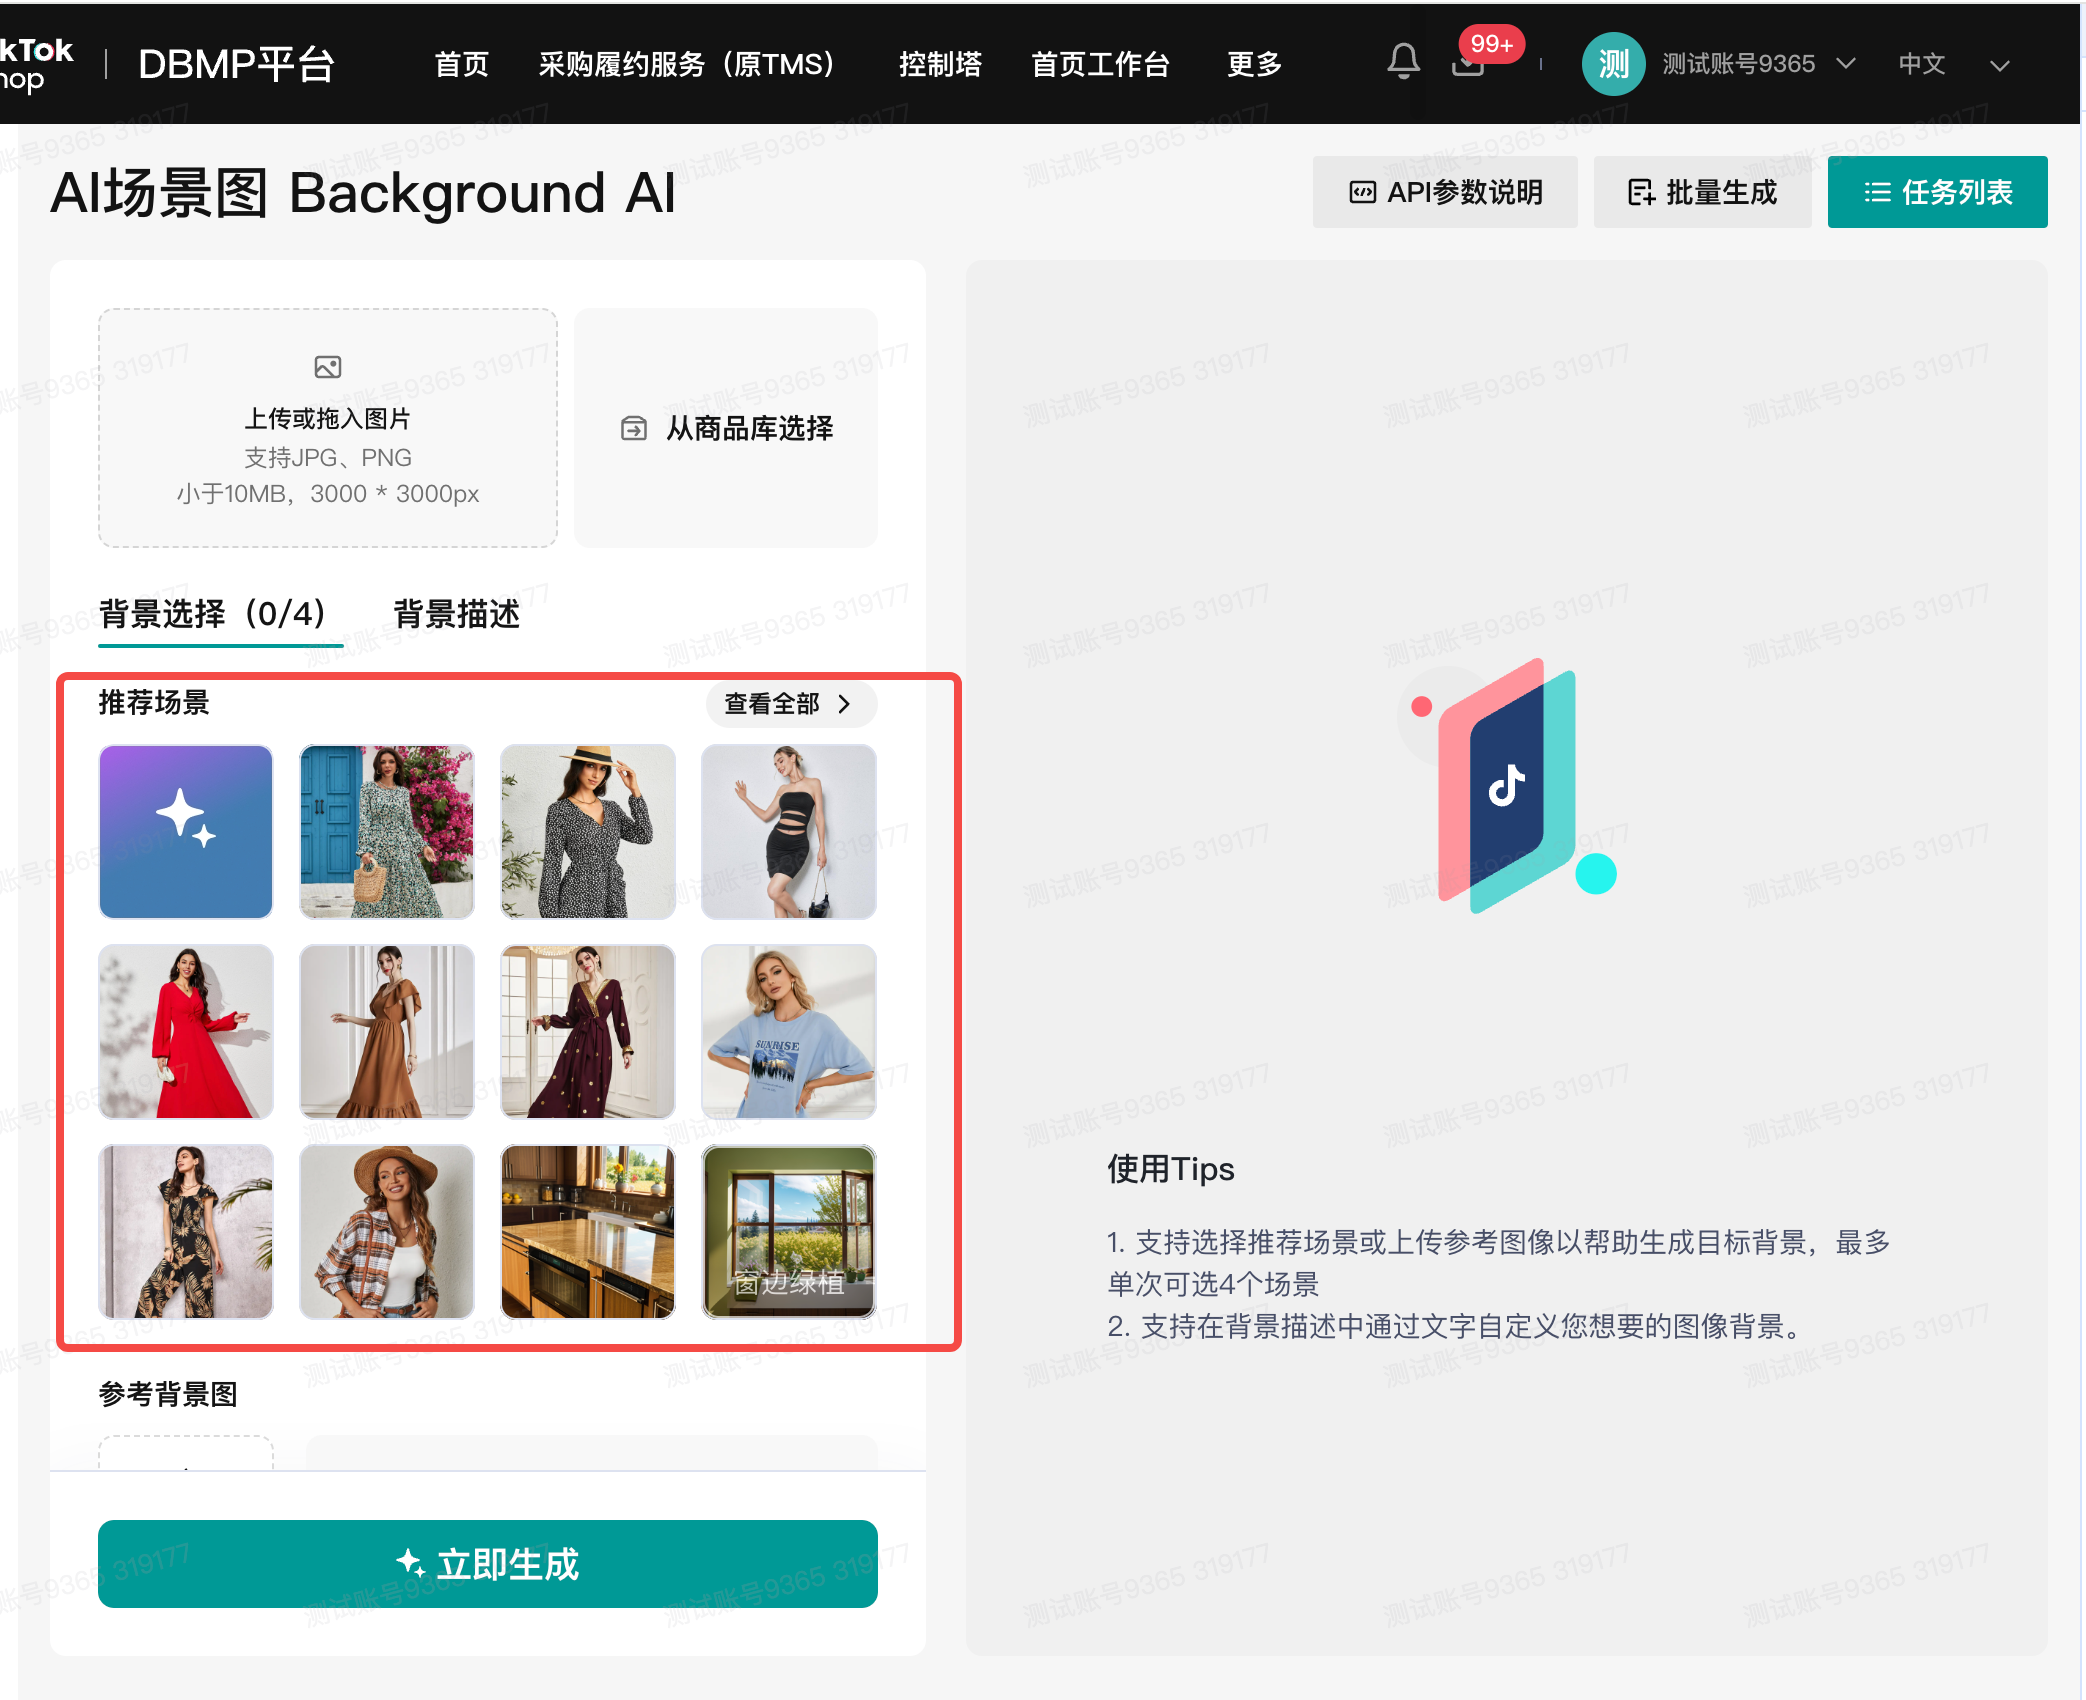 kTok
hop
DBMP平台
首页
采购履约服务（原TMS）
控制塔
首页工作台
更多
99+
测
测试账号9365
中文
AI场景图 Background AI
API参数说明
批量生成
任务列表
上传或拖入图片
支持JPG、PNG
小于10MB，3000 * 3000px
从商品库选择
背景选择（0/4）
背景描述
推荐场景
查看全部
SUNRISE
窗边绿植
参考背景图
立即生成
使用Tips
1. 支持选择推荐场景或上传参考图像以帮助生成目标背景，最多
单次可选4个场景
2. 支持在背景描述中通过文字自定义您想要的图像背景。
测试账号9365 319177